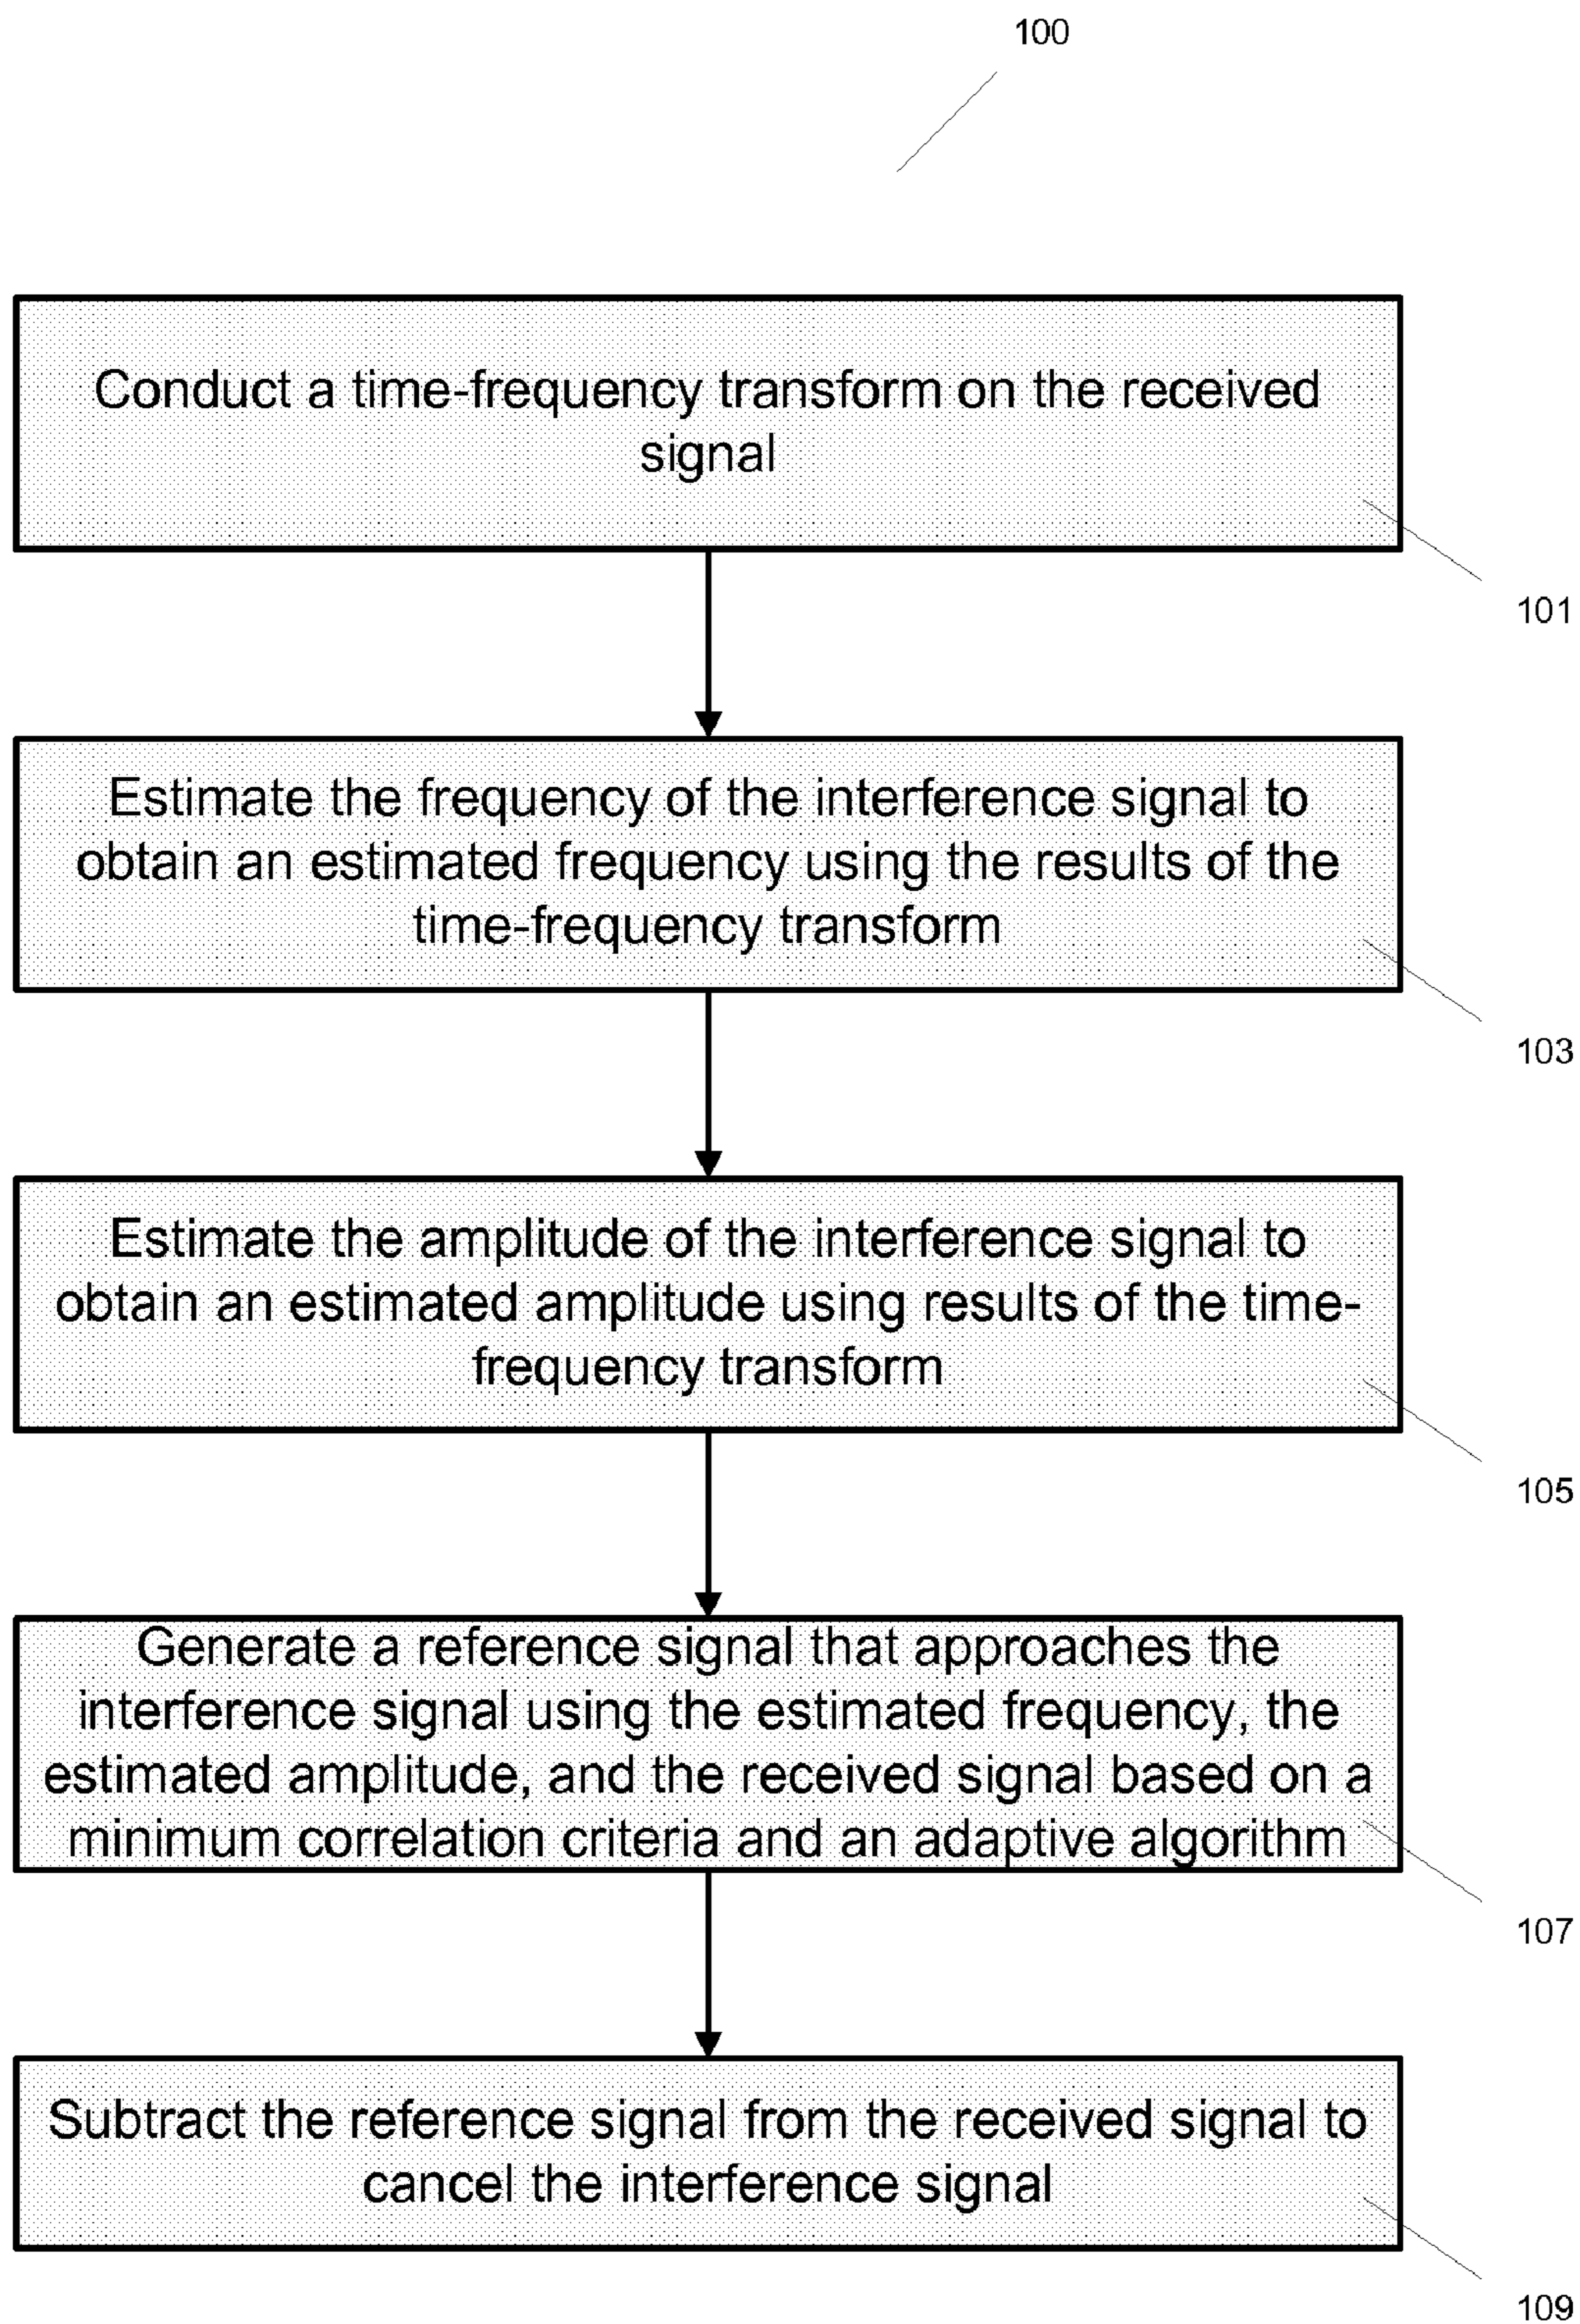 100
Conduct a time-frequency transform on the received
signal
101
Estimate the frequency of the interference signal to
obtain an estimated frequency using the results of the
time-frequency transform
103
Estimate the amplitude of the interference signal to
obtain an estimated amplitude using results of the time-
frequency transform
105
Generate a reference signal that approaches the
interference signal using the estimated frequency, the
estimated amplitude, and the received signal based on a
minimum correlation criteria and an adaptive algorithm
107
Subtract the reference signal from the received signal to
cancel the interference signal
109